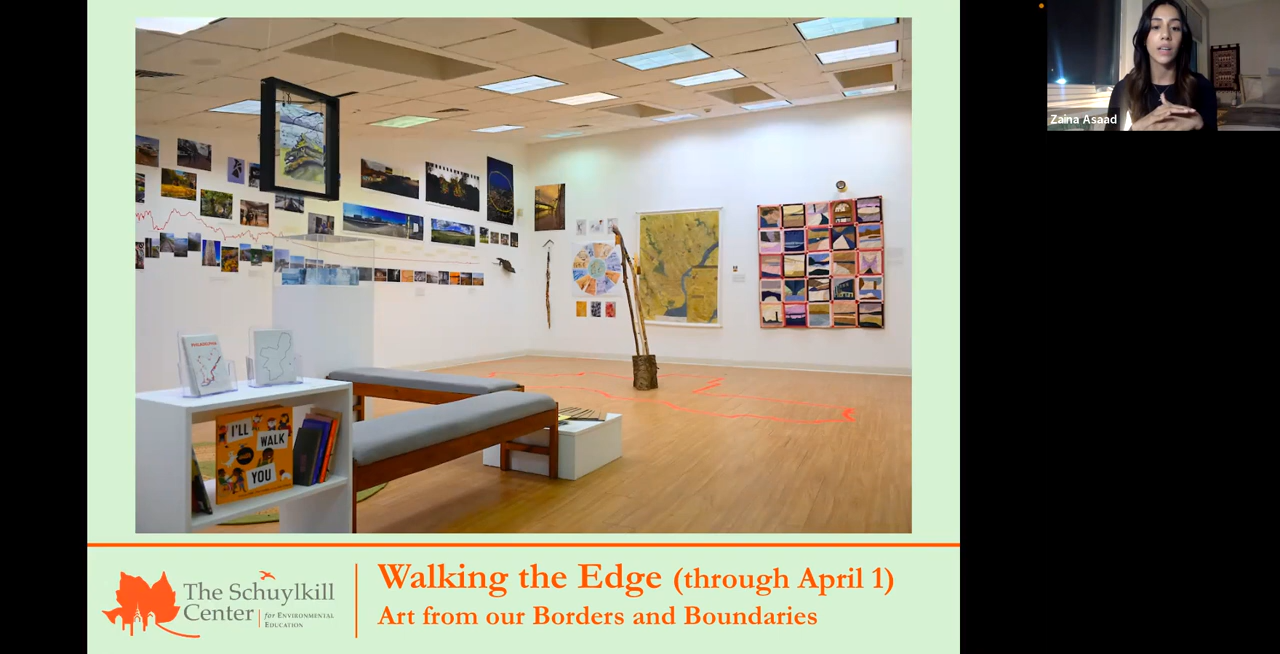 Zaina Asaad
PHILADELPHIA
I'LL
WALK
YOU
The Schuylkill
Center | for Environmental
Education
Walking the Edge (through April 1)
Art from our Borders and Boundaries